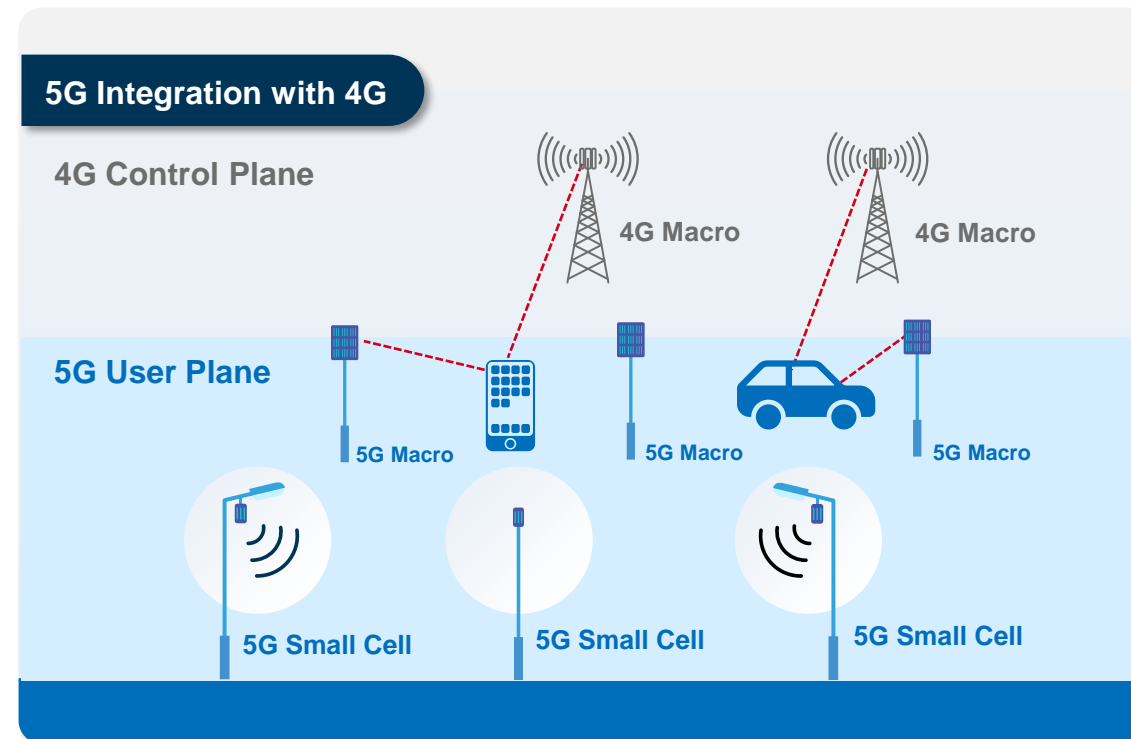 5G Integration with 4G
4G Control Plane
4G Macro
4G Macro
5G User Plane
5G Macro
5G Macro
5G Macro
5G Small Cell
5G Small Cell
5G Small Cell